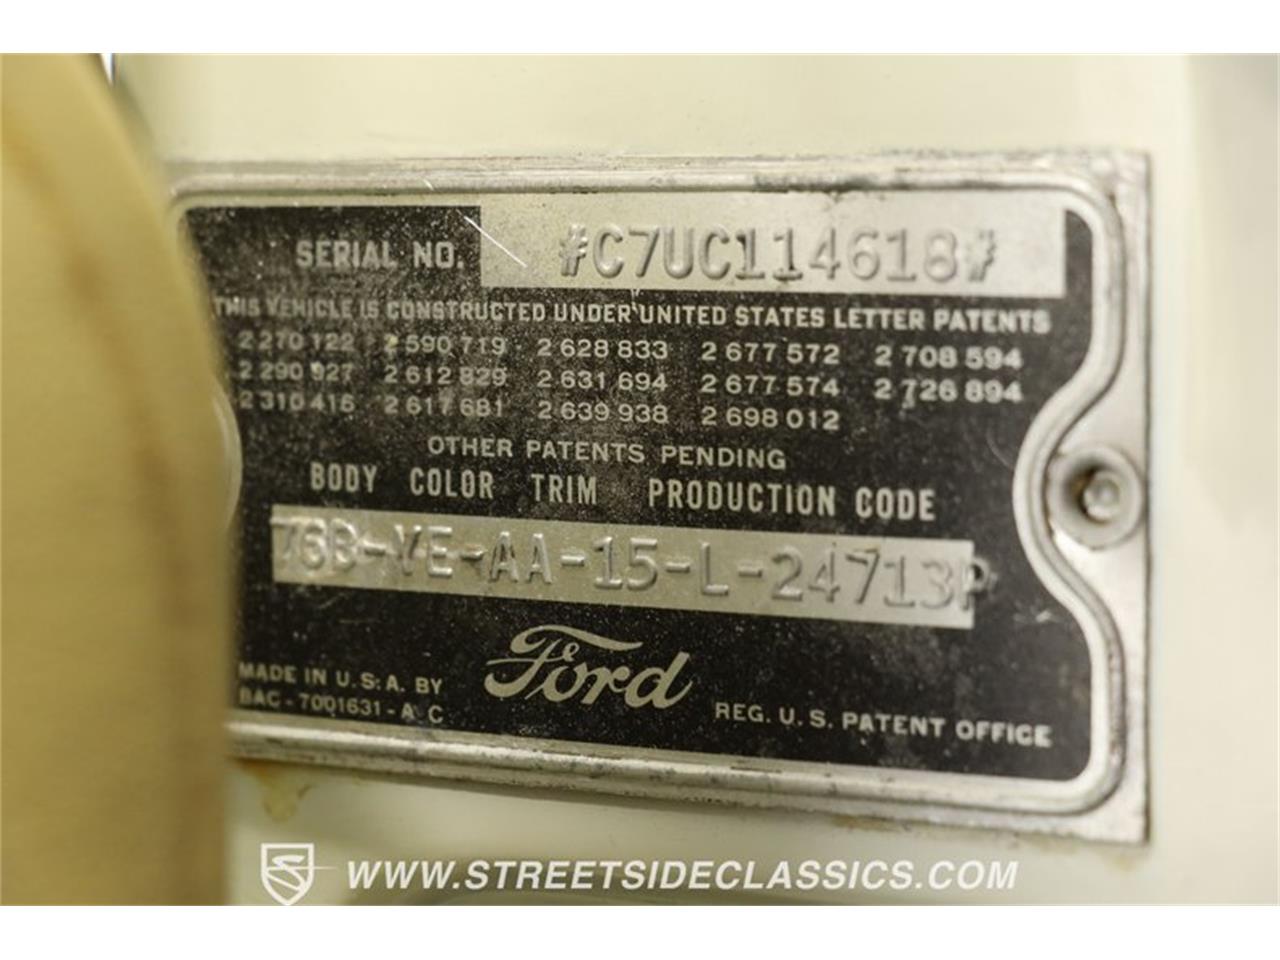 SERIAL NO. #C7UC114618#
THIS VEHICLE IS CONSTRUCTED UNDER UNITED STATES LETTER PATENTS
2 270 122 2 590 719 2 628 833 2 677 572 2 708 594
2 290 927 2 612 829 2 631 694 2 677 574 2 726 894
2 310 416 2 617 681 2 639 938 2 698 012
OTHER PATENTS PENDING
BODY COLOR TRIM PRODUCTION CODE
76B-YE-AA-15-L-24713P
Ford
MADE IN U.S.A. BY
BAC-7001631-A C
REG. U. S. PATENT OFFICE
WWW.STREETSIDECLASSICS.COM